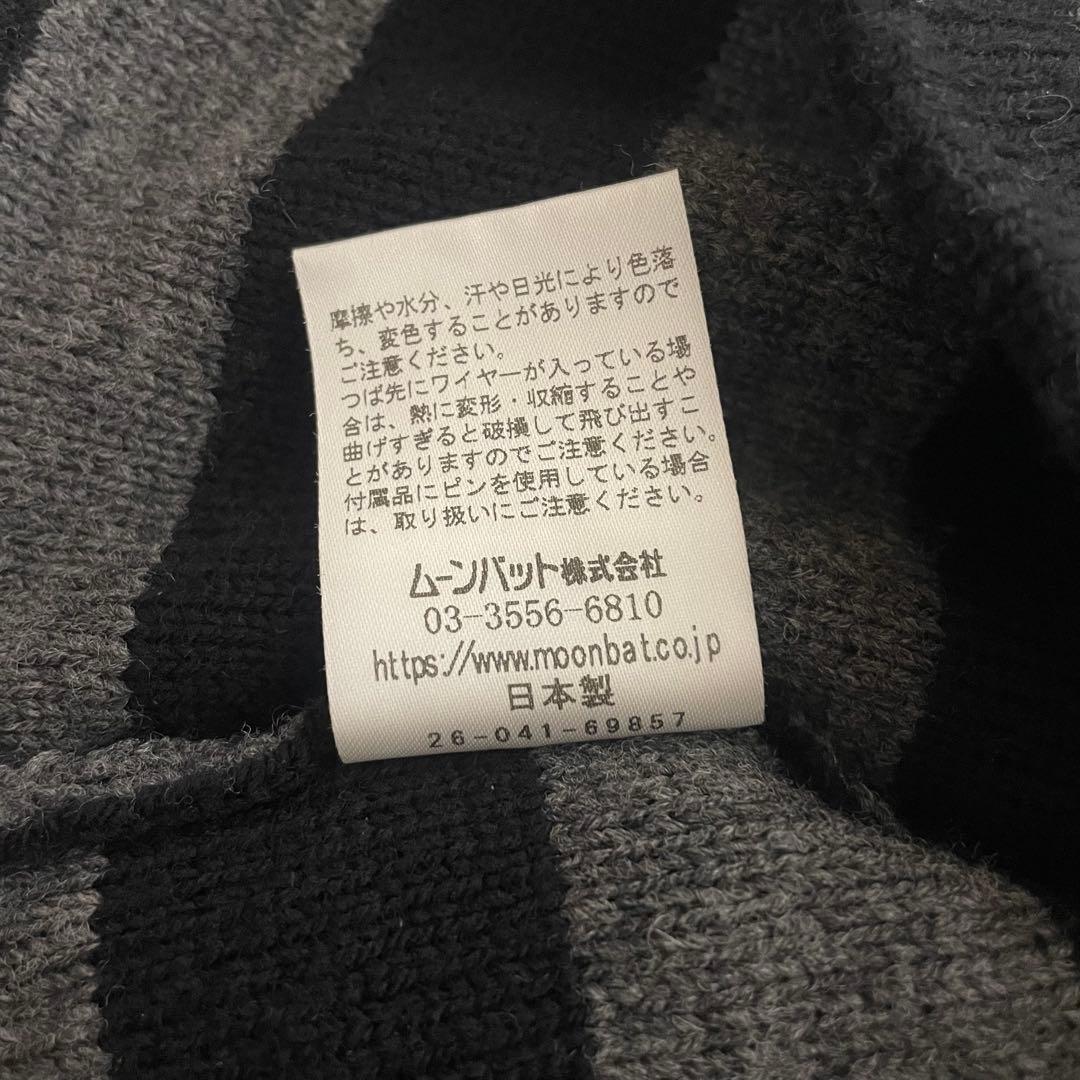 摩擦や水分、汗や日光により色落
ち、変色することがありますので
ご注意ください。
つば先にワイヤーが入っている場
合は、熱に変形・収縮することや
曲げすぎると破損して飛び出すこ
とがありますのでご注意ください。
付属品にピンを使用している場合
は、取り扱いにご注意ください。
ムーンバット株式会社
03-3556-6810
https://www.moonbat.co.jp
日本製
26-041-69857